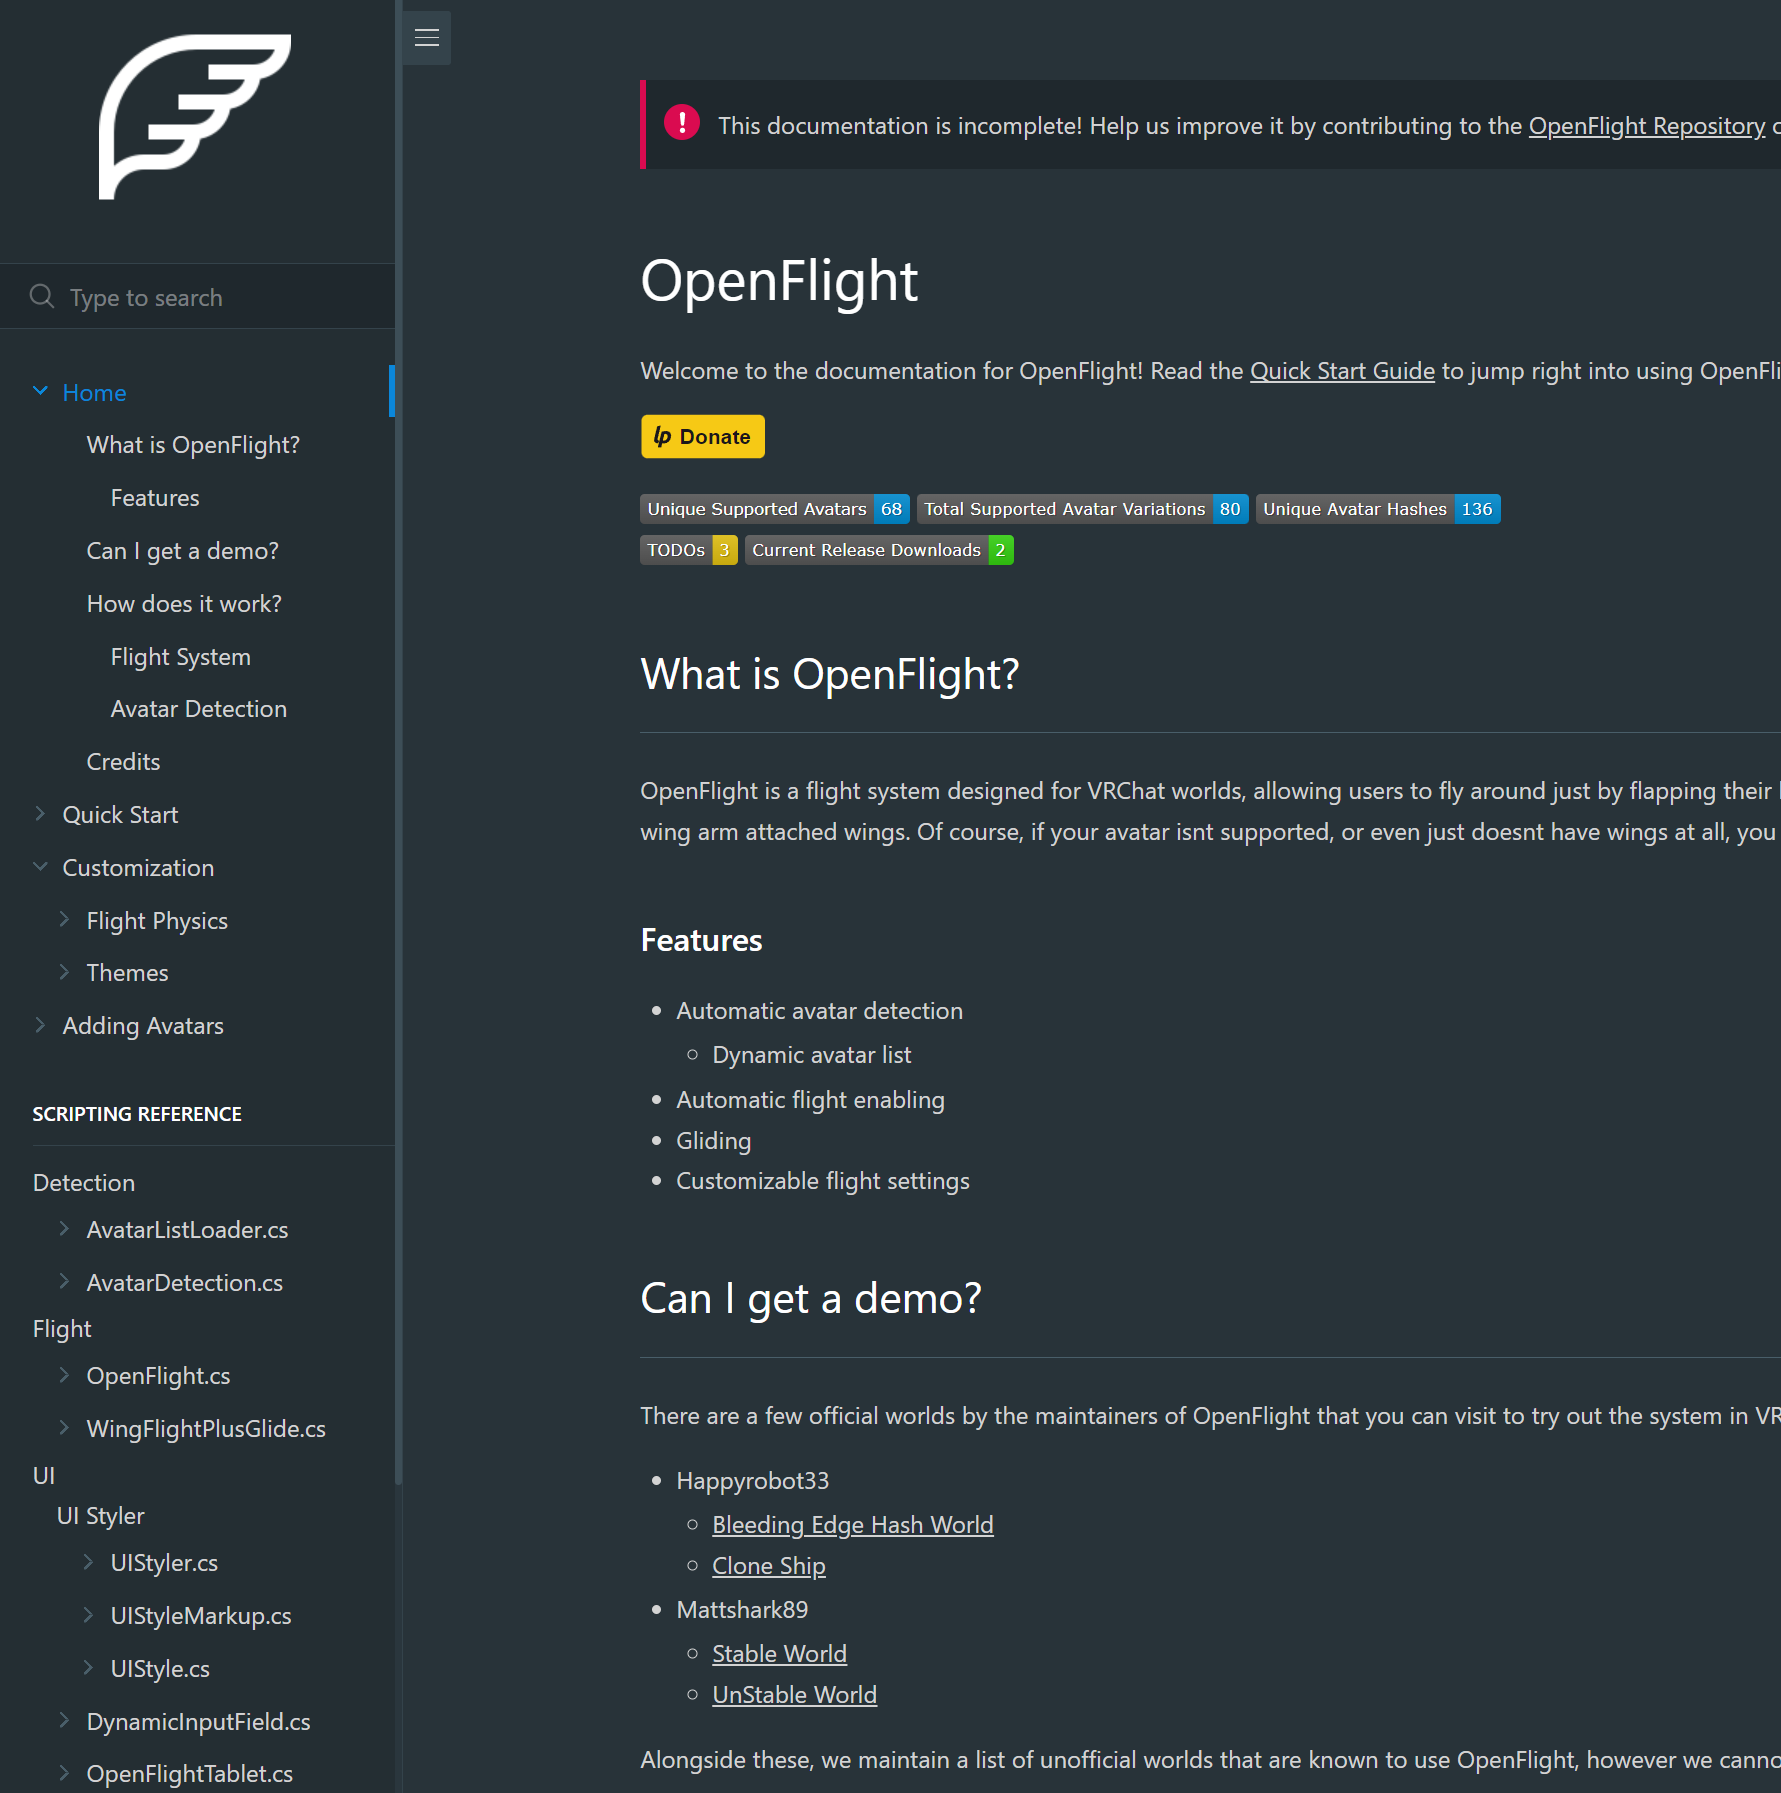 Type to search
Home
What is OpenFlight?
Features
Can I get a demo?
How does it work?
Flight System
Avatar Detection
Credits
Quick Start
Customization
Flight Physics
Themes
Adding Avatars
SCRIPTING REFERENCE
Detection
AvatarListLoader.cs
AvatarDetection.cs
Flight
OpenFlight.cs
WingFlightPlusGlide.cs
UI
UI Styler
UIStyler.cs
UIStyleMarkup.cs
UIStyle.cs
DynamicInputField.cs
OpenFlightTablet.cs
This documentation is incomplete! Help us improve it by contributing to the OpenFlight Repository
OpenFlight
Welcome to the documentation for OpenFlight! Read the Quick Start Guide to jump right into using OpenFli
Donate
Unique Supported Avatars 68 Total Supported Avatar Variations 80 Unique Avatar Hashes 136
TODOs 3 Current Release Downloads 2
What is OpenFlight?
OpenFlight is a flight system designed for VRChat worlds, allowing users to fly around just by flapping their
wing arm attached wings. Of course, if your avatar isnt supported, or even just doesnt have wings at all, you
Features
Automatic avatar detection
Dynamic avatar list
Automatic flight enabling
Gliding
Customizable flight settings
Can I get a demo?
There are a few official worlds by the maintainers of OpenFlight that you can visit to try out the system in VR
Happyrobot33
Bleeding Edge Hash World
Clone Ship
Mattshark89
Stable World
UnStable World
Alongside these, we maintain a list of unofficial worlds that are known to use OpenFlight, however we canno